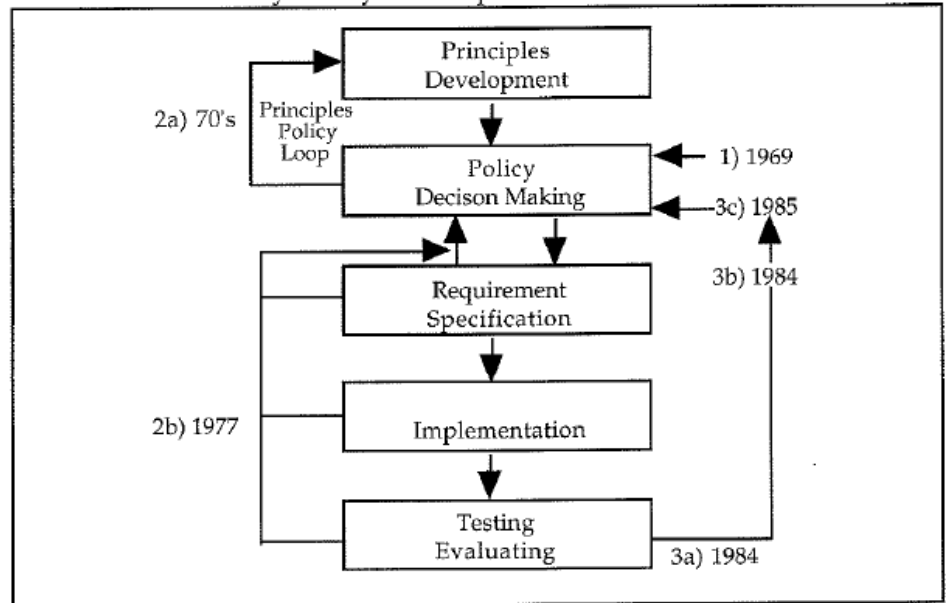 Principles
Development
2a) 70's
Principles
Policy
Loop
Policy
Decison Making
1) 1969
3c) 1985
3b) 1984
Requirement
Specification
2b) 1977
Implementation
Testing
Evaluating
3a) 1984